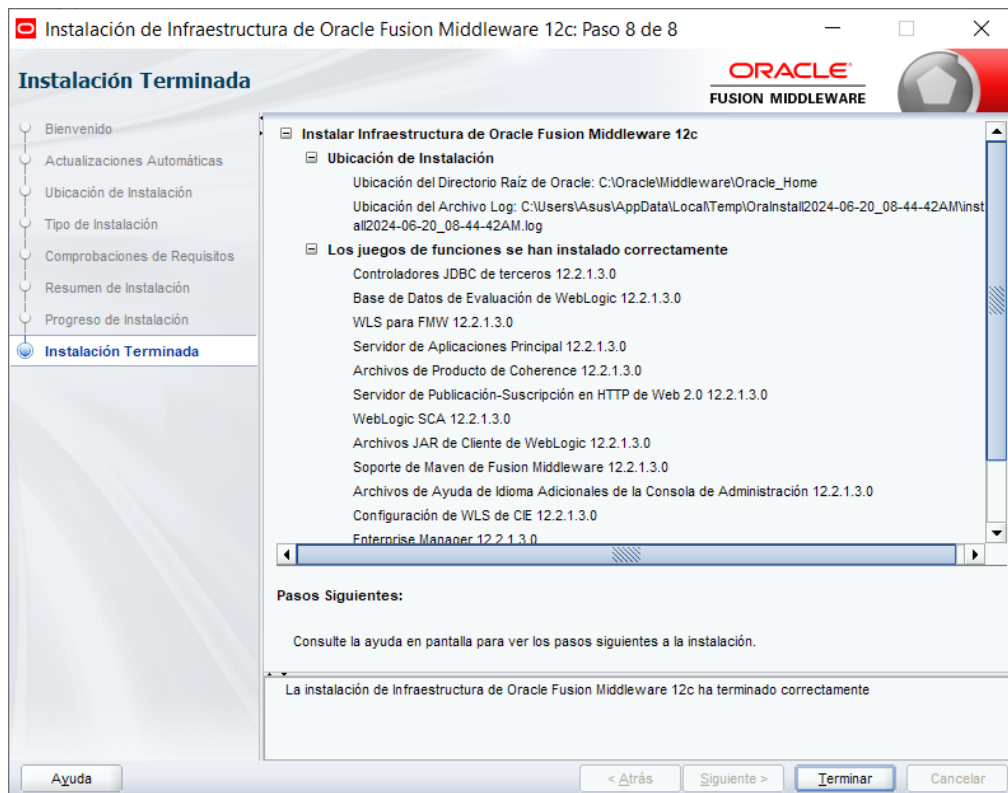 Instalación de Infraestructura de Oracle Fusion Middleware 12c: Paso 8 de 8
Instalación Terminada
ORACLE
FUSION MIDDLEWARE
Bienvenido
Actualizaciones Automáticas
Ubicación de Instalación
Tipo de Instalación
Comprobaciones de Requisitos
Resumen de Instalación
Progreso de Instalación
Instalación Terminada
Instalar Infraestructura de Oracle Fusion Middleware 12c
Ubicación de Instalación
Ubicación del Directorio Raíz de Oracle: C:\Oracle\Middleware\Oracle_Home
Ubicación del Archivo Log: C:\Users\Asus\AppData\Local\Temp\OraInstall2024-06-20_08-44-42AM\inst
all2024-06-20_08-44-42AM.log
Los juegos de funciones se han instalado correctamente
Controladores JDBC de terceros 12.2.1.3.0
Base de Datos de Evaluación de WebLogic 12.2.1.3.0
WLS para FMW 12.2.1.3.0
Servidor de Aplicaciones Principal 12.2.1.3.0
Archivos de Producto de Coherence 12.2.1.3.0
Servidor de Publicación-Suscripción en HTTP de Web 2.0 12.2.1.3.0
WebLogic SCA 12.2.1.3.0
Archivos JAR de Cliente de WebLogic 12.2.1.3.0
Soporte de Maven de Fusion Middleware 12.2.1.3.0
Archivos de Ayuda de Idioma Adicionales de la Consola de Administración 12.2.1.3.0
Configuración de WLS de CIE 12.2.1.3.0
Enterprise Manager 12.2.1.3.0
Pasos Siguientes:
Consulte la ayuda en pantalla para ver los pasos siguientes a la instalación.
La instalación de Infraestructura de Oracle Fusion Middleware 12c ha terminado correctamente
Ayuda
< Atrás
Siguiente >
Terminar
Cancelar